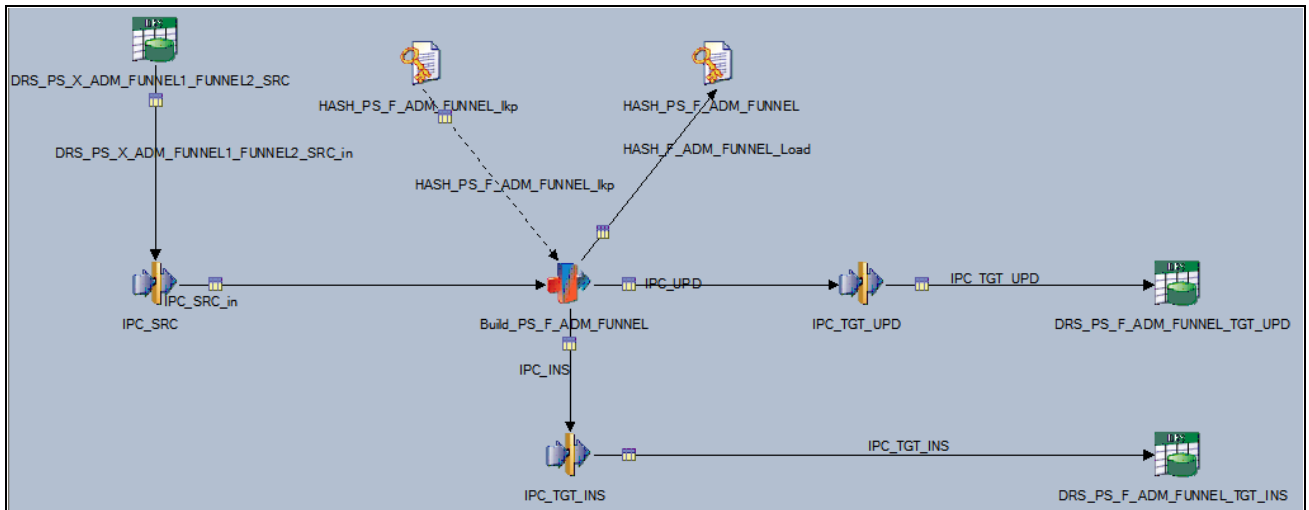 DRS_PS_X_ADM_FUNNEL1_FUNNEL2_SRC
HASH_PS_F_ADM_FUNNEL_lkp
HASH_PS_F_ADM_FUNNEL
DRS_PS_X_ADM_FUNNEL1_FUNNEL2_SRC_in
HASH_F_ADM_FUNNEL_Load
HASH_PS_F_ADM_FUNNEL_lkp
IPC_SRC_in
IPC_UPD
IPC_TGT_UPD
IPC_SRC
Build_PS_F_ADM_FUNNEL
IPC_TGT_UPD
DRS_PS_F_ADM_FUNNEL_TGT_UPD
IPC_INS
IPC_TGT_INS
IPC_TGT_INS
DRS_PS_F_ADM_FUNNEL_TGT_INS